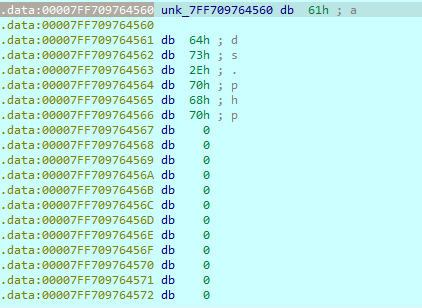 .data:00007FF709764560 unk_7FF709764560 db 61h ; a
.data:00007FF709764560
.data:00007FF709764561 db 64h ; d
.data:00007FF709764562 db 73h ; s
.data:00007FF709764563 db 2Eh ; .
.data:00007FF709764564 db 70h ; p
.data:00007FF709764565 db 68h ; h
.data:00007FF709764566 db 70h ; p
.data:00007FF709764567 db 0
.data:00007FF709764568 db 0
.data:00007FF709764569 db 0
.data:00007FF70976456A db 0
.data:00007FF70976456B db 0
.data:00007FF70976456C db 0
.data:00007FF70976456D db 0
.data:00007FF70976456E db 0
.data:00007FF70976456F db 0
.data:00007FF709764570 db 0
.data:00007FF709764571 db 0
.data:00007FF709764572 db 0